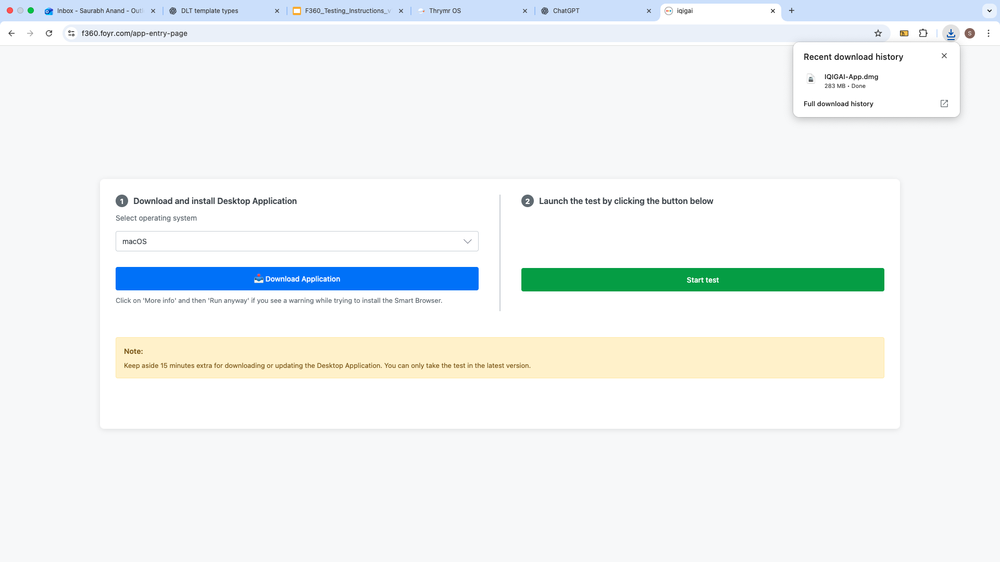 Inbox - Saurabh Anand - Outl
DLT template types
F360_Testing_Instructions_v
Thrymr OS
ChatGPT
iqigai
f360.foyr.com/app-entry-page
S
Recent download history
IQIGAI-App.dmg
283 MB • Done
Full download history
1 Download and install Desktop Application
Select operating system
macOS
Download Application
Click on 'More info' and then 'Run anyway' if you see a warning while trying to install the Smart Browser.
2 Launch the test by clicking the button below
Start test
Note:
Keep aside 15 minutes extra for downloading or updating the Desktop Application. You can only take the test in the latest version.